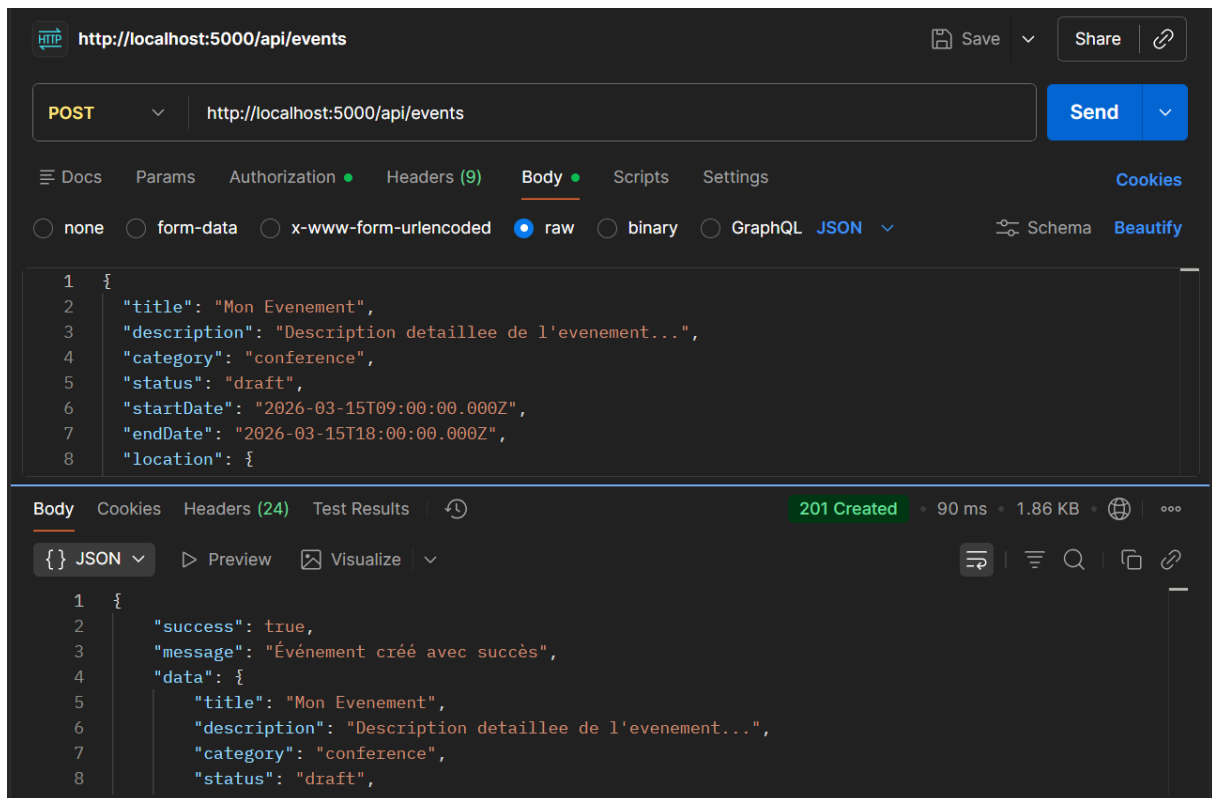 HTTP http://localhost:5000/api/events Save Share
POST http://localhost:5000/api/events Send
Docs Params Authorization Headers (9) Body Scripts Settings Cookies
none form-data x-www-form-urlencoded raw binary GraphQL JSON Schema Beautify
1 {
2 "title": "Mon Evenement",
3 "description": "Description detaillee de l'evenement...",
4 "category": "conference",
5 "status": "draft",
6 "startDate": "2026-03-15T09:00:00.000Z",
7 "endDate": "2026-03-15T18:00:00.000Z",
8 "location": {
Body Cookies Headers (24) Test Results 201 Created • 90 ms • 1.86 KB •
{} JSON Preview Visualize
1 {
2 "success": true,
3 "message": "Événement créé avec succès",
4 "data": {
5 "title": "Mon Evenement",
6 "description": "Description detaillee de l'evenement...",
7 "category": "conference",
8 "status": "draft",